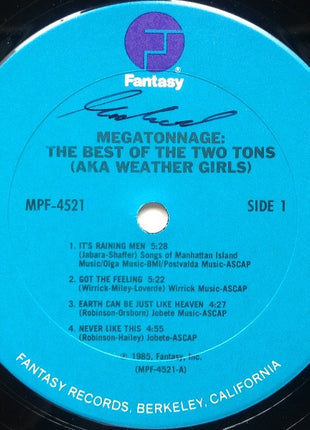 Fantasy
®
MEGATONNAGE:
THE BEST OF THE TWO TONS
(AKA WEATHER GIRLS)
MPF-4521 SIDE 1
1. IT'S RAINING MEN 5:28
(Jabara-Shaffer) Songs of Manhattan Island
Music/Olga Music-BMI/Postvalda Music-ASCAP
2. GOT THE FEELING 5:22
(Wirrick-Miley-Loverde) Wirrick Music-ASCAP
3. EARTH CAN BE JUST LIKE HEAVEN 4:27
(Robinson-Orsborn) Jobete Music-ASCAP
4. NEVER LIKE THIS 4:55
(Robinson-Hailey) Jobete-ASCAP
℗ 1985, Fantasy, Inc.
(MPF-4521-A)
FANTASY RECORDS, BERKELEY, CALIFORNIA